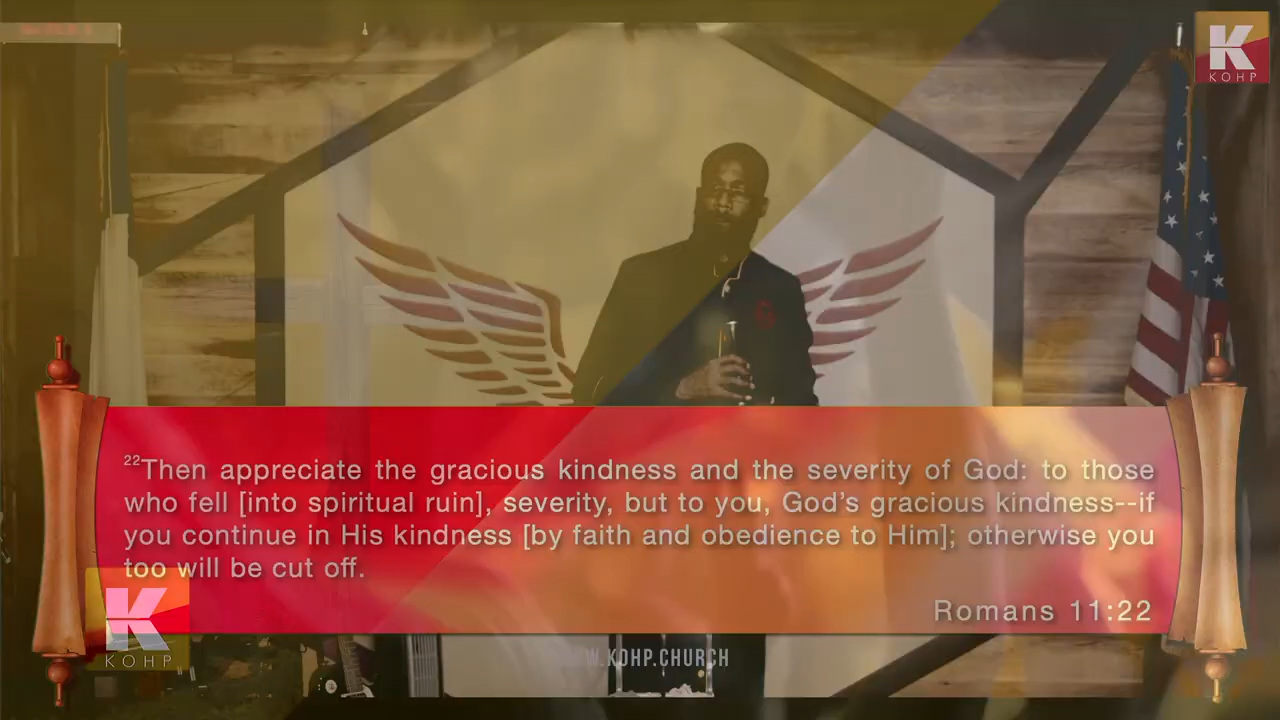 K
KOHP
²²Then appreciate the gracious kindness and the severity of God: to those
who fell [into spiritual ruin], severity, but to you, God's gracious kindness--if
you continue in His kindness [by faith and obedience to Him]; otherwise you
too will be cut off.
Romans 11:22
K
KOHP
.KOHP.CHURCH